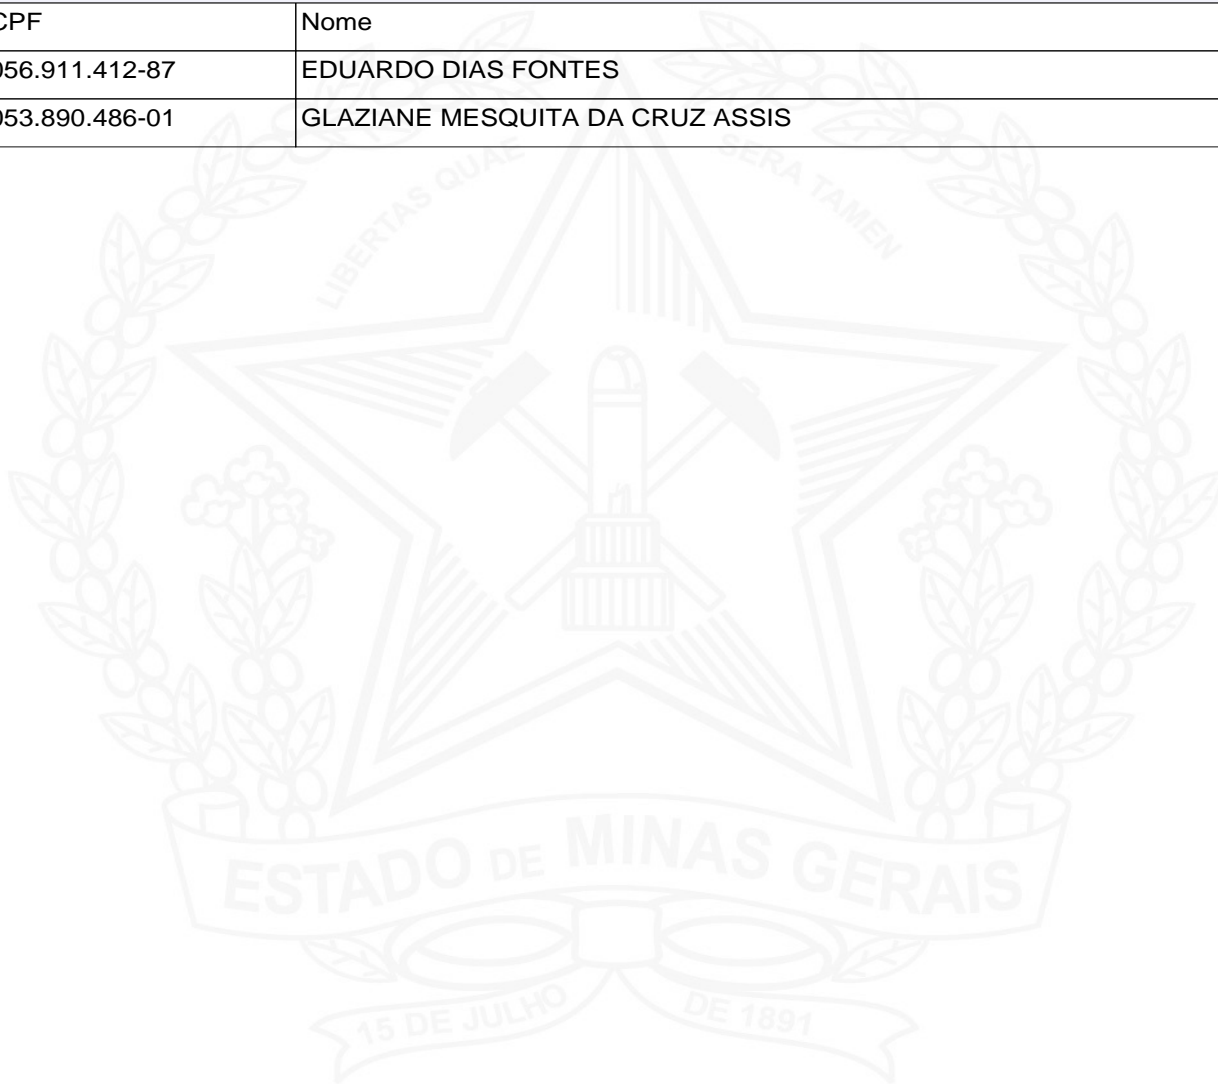 CPF Nome
056.911.412-87 EDUARDO DIAS FONTES
053.890.486-01 GLAZIANE MESQUITA DA CRUZ ASSIS
LIBERTAS QUAE SERA TAMEN
ESTADO DE MINAS GERAIS
15 DE JULHO DE 1891